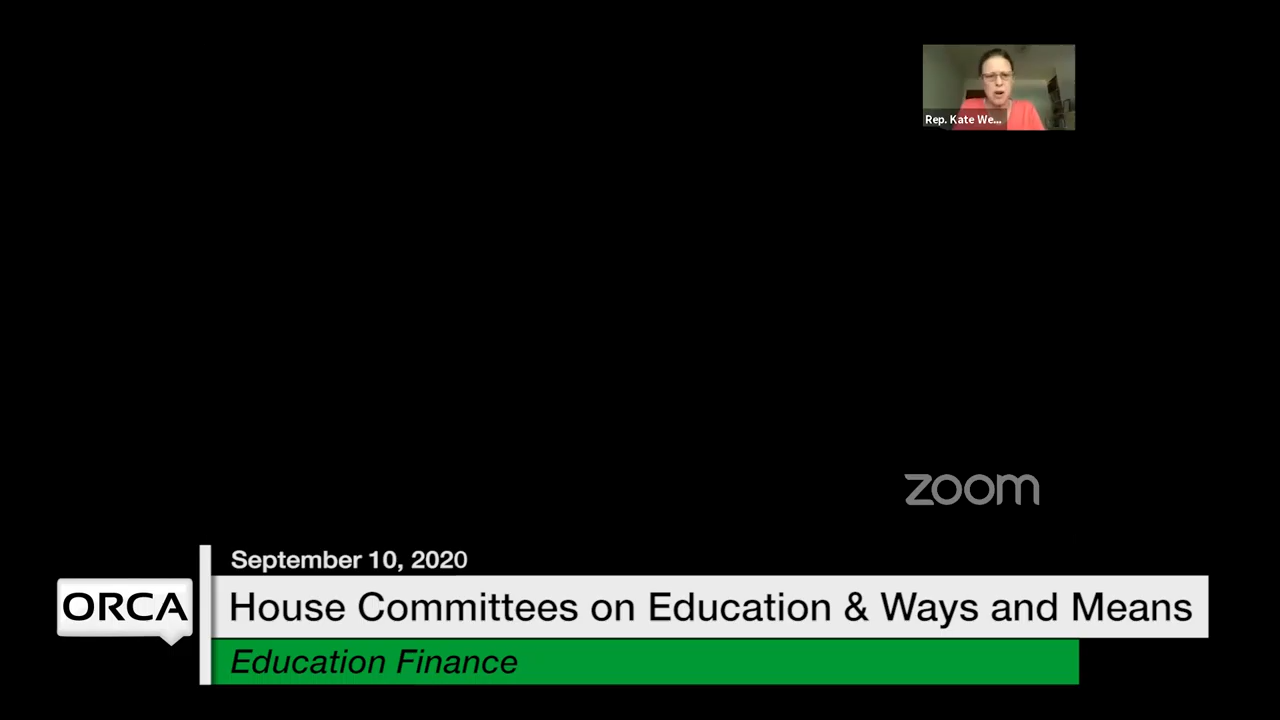 Rep. Kate We...
zoom
September 10, 2020
ORCA
House Committees on Education & Ways and Means
Education Finance